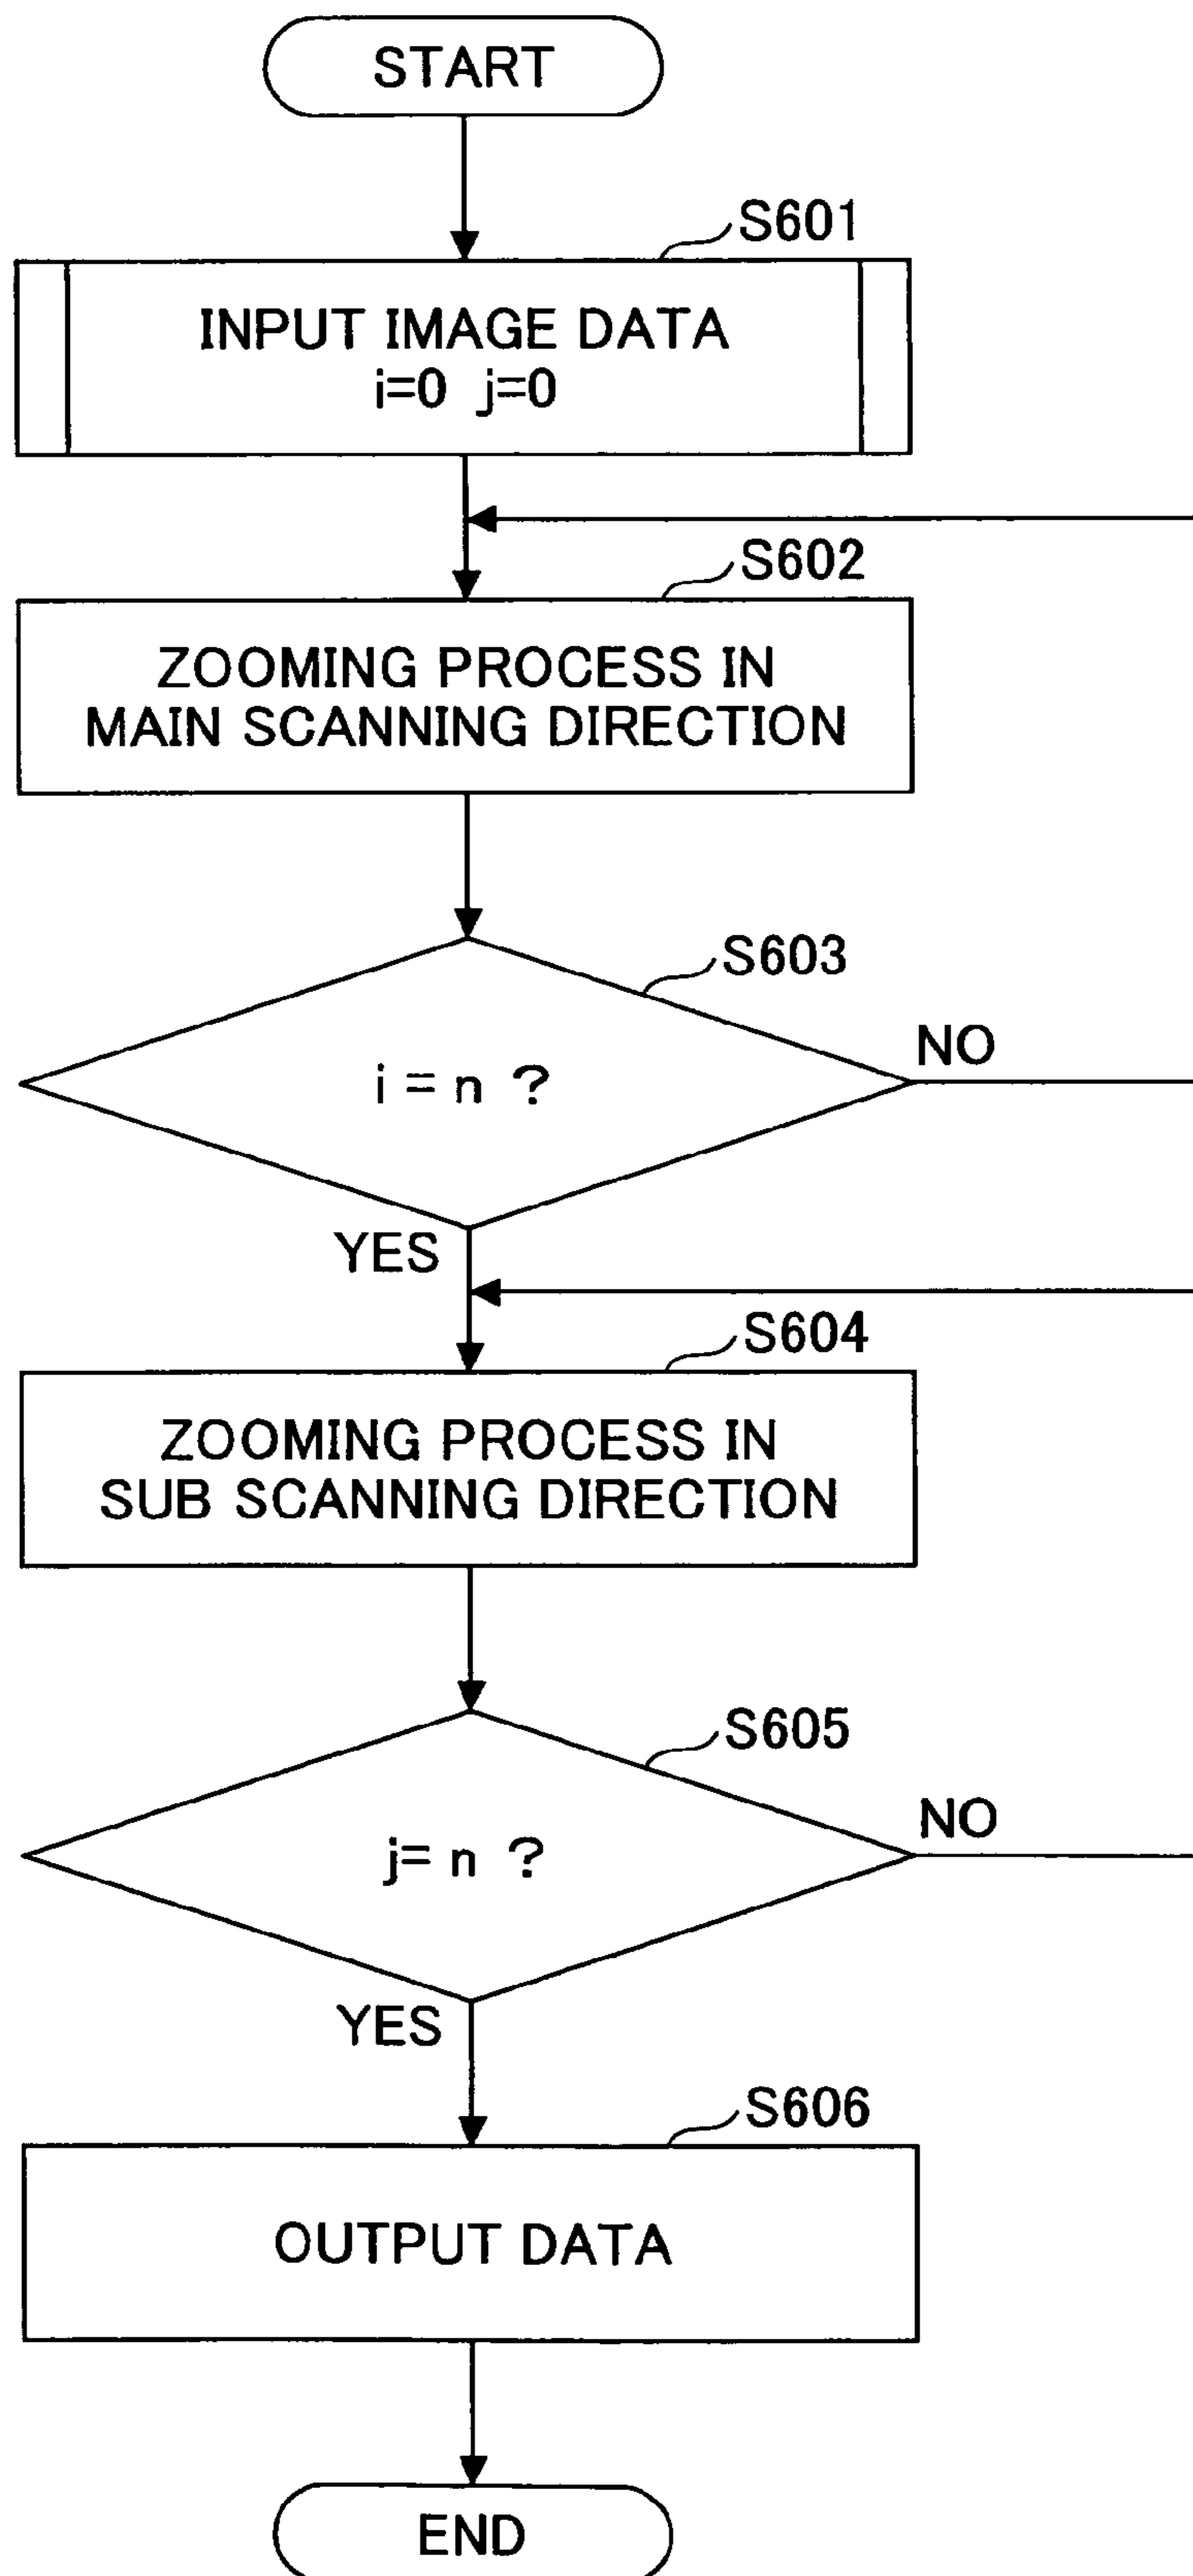 START
S601
INPUT IMAGE DATA
i=0 j=0
S602
ZOOMING PROCESS IN
MAIN SCANNING DIRECTION
S603
i = n ?
NO
YES
S604
ZOOMING PROCESS IN
SUB SCANNING DIRECTION
S605
j= n ?
NO
YES
S606
OUTPUT DATA
END